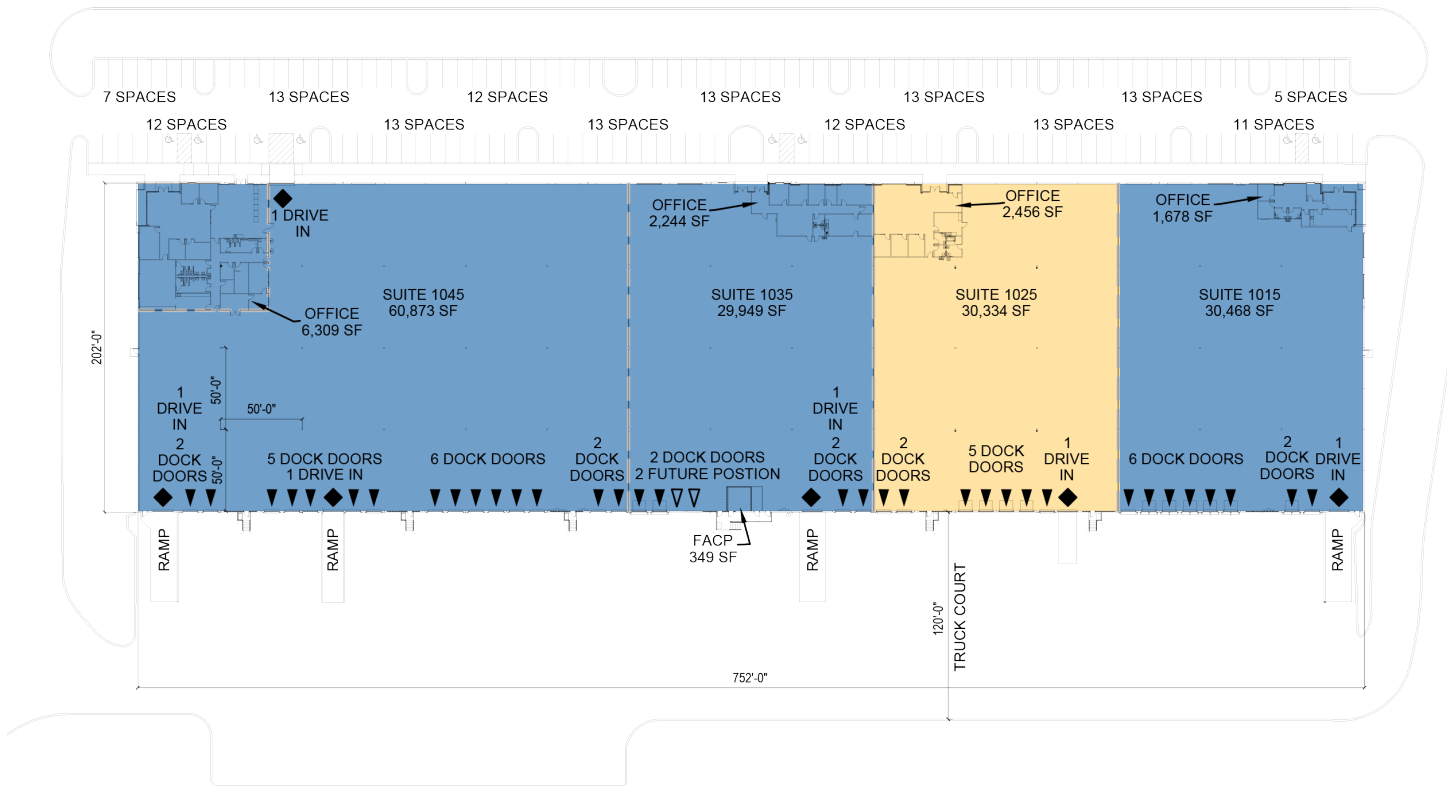 7 SPACES
13 SPACES
12 SPACES
13 SPACES
13 SPACES
13 SPACES
5 SPACES
12 SPACES
13 SPACES
13 SPACES
12 SPACES
13 SPACES
11 SPACES
1 DRIVE
IN
OFFICE
2,244 SF
OFFICE
2,456 SF
OFFICE
1,678 SF
SUITE 1045
60,873 SF
SUITE 1035
29,949 SF
SUITE 1025
30,334 SF
SUITE 1015
30,468 SF
OFFICE
6,309 SF
202'-0"
50'-0"
50'-0"
50'-0"
1
DRIVE
IN
2
DOCK
DOORS
5 DOCK DOORS
1 DRIVE IN
6 DOCK DOORS
2
DOCK
DOORS
2 DOCK DOORS
2 FUTURE POSTION
1
DRIVE
IN
2
DOCK
DOORS
2
DOCK
DOORS
5 DOCK
DOORS
1
DRIVE
IN
6 DOCK DOORS
2
DOCK
DOORS
1
DRIVE
IN
RAMP
RAMP
FACP
349 SF
RAMP
RAMP
120'-0"
TRUCK COURT
752'-0"